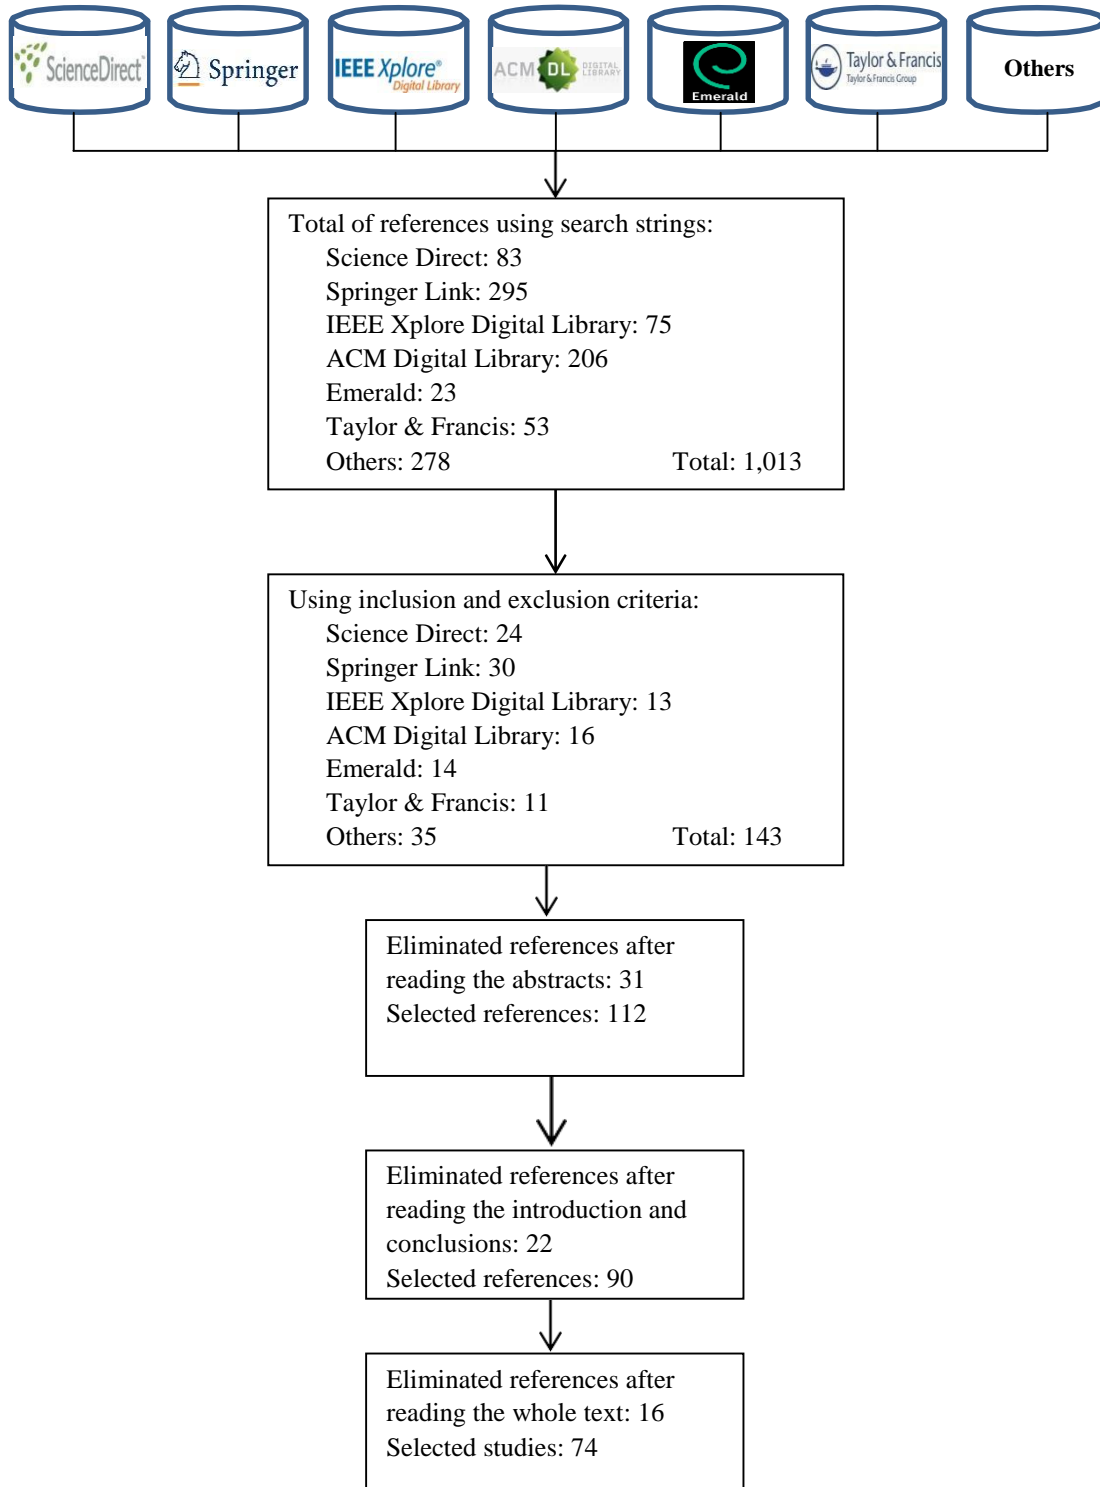 ScienceDirect
Springer
IEEE Xplore®
Digital Library
ACM DL DIGITAL LIBRARY
Emerald
Taylor & Francis
Taylor & Francis Group
Others
Total of references using search strings:
Science Direct: 83
Springer Link: 295
IEEE Xplore Digital Library: 75
ACM Digital Library: 206
Emerald: 23
Taylor & Francis: 53
Others: 278 Total: 1,013
Using inclusion and exclusion criteria:
Science Direct: 24
Springer Link: 30
IEEE Xplore Digital Library: 13
ACM Digital Library: 16
Emerald: 14
Taylor & Francis: 11
Others: 35 Total: 143
Eliminated references after
reading the abstracts: 31
Selected references: 112
Eliminated references after
reading the introduction and
conclusions: 22
Selected references: 90
Eliminated references after
reading the whole text: 16
Selected studies: 74